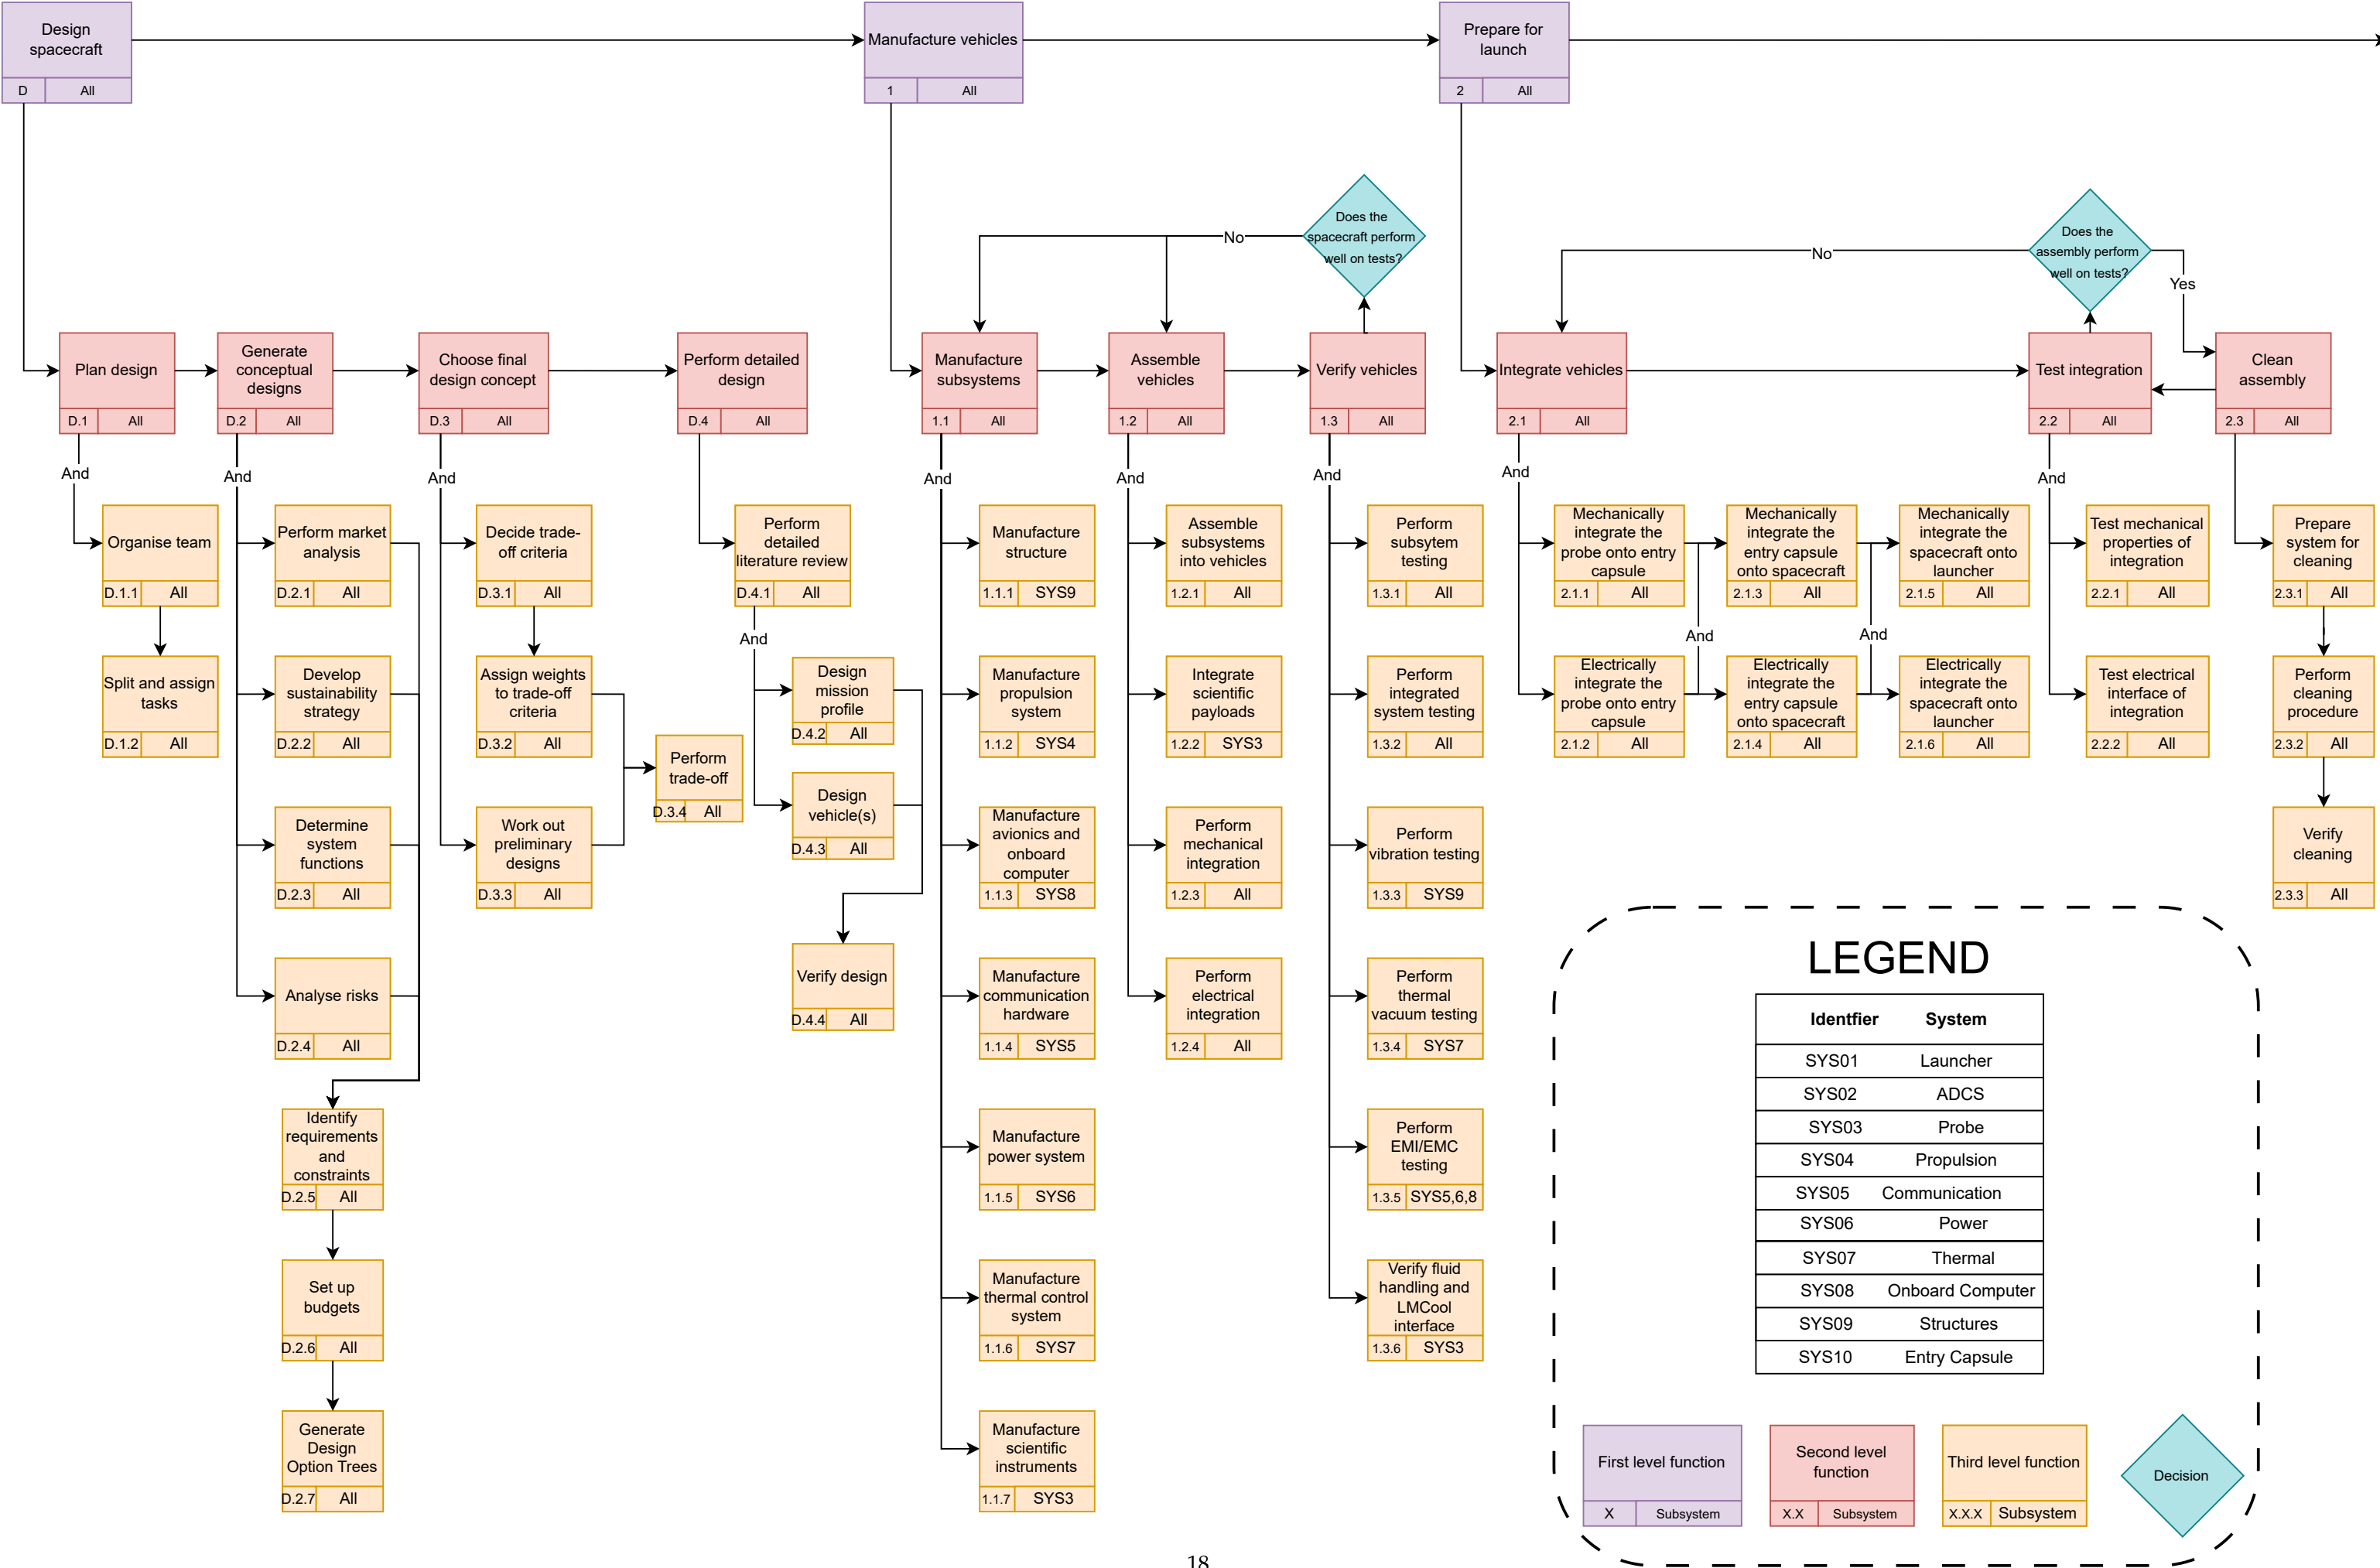 Design
spacecraft
D
All
Manufacture vehicles
1
All
Prepare for
launch
2
All
Does the
spacecraft perform
well on tests?
No
Does the
assembly perform
well on tests?
No
Yes
Plan design
D.1
All
Generate
conceptual
designs
D.2
All
Choose final
design concept
D.3
All
Perform detailed
design
D.4
All
Manufacture
subsystems
1.1
All
Assemble
vehicles
1.2
All
Verify vehicles
1.3
All
Integrate vehicles
2.1
All
Test integration
2.2
All
Clean
assembly
2.3
All
And
And
And
And
And
And
And
And
Organise team
D.1.1
All
Split and assign
tasks
D.1.2
All
Perform market
analysis
D.2.1
All
Develop
sustainability
strategy
D.2.2
All
Determine
system
functions
D.2.3
All
Analyse risks
D.2.4
All
Identify
requirements
and
constraints
D.2.5
All
Set up
budgets
D.2.6
All
Generate
Design
Option Trees
D.2.7
All
Decide trade-
off criteria
D.3.1
All
Assign weights
to trade-off
criteria
D.3.2
All
Work out
preliminary
designs
D.3.3
All
Perform
trade-off
D.3.4
All
Perform
detailed
literature review
D.4.1
All
And
Design
mission
profile
D.4.2
All
Design
vehicle(s)
D.4.3
All
Verify design
D.4.4
All
Manufacture
structure
1.1.1
SYS9
Manufacture
propulsion
system
1.1.2
SYS4
Manufacture
avionics and
onboard
computer
1.1.3
SYS8
Manufacture
communication
hardware
1.1.4
SYS5
Manufacture
power system
1.1.5
SYS6
Manufacture
thermal control
system
1.1.6
SYS7
Manufacture
scientific
instruments
1.1.7
SYS3
Assemble
subsystems
into vehicles
1.2.1
All
Integrate
scientific
payloads
1.2.2
SYS3
Perform
mechanical
integration
1.2.3
All
Perform
electrical
integration
1.2.4
All
Perform
subsytem
testing
1.3.1
All
Perform
integrated
system testing
1.3.2
All
Perform
vibration testing
1.3.3
SYS9
Perform
thermal
vacuum testing
1.3.4
SYS7
Perform
EMI/EMC
testing
1.3.5
SYS5,6,8
Verify fluid
handling and
LMCool
interface
1.3.6
SYS3
Mechanically
integrate the
probe onto entry
capsule
2.1.1
All
Mechanically
integrate the
entry capsule
onto spacecraft
2.1.3
All
Mechanically
integrate the
spacecraft onto
launcher
2.1.5
All
And
And
Electrically
integrate the
probe onto entry
capsule
2.1.2
All
Electrically
integrate the
entry capsule
onto spacecraft
2.1.4
All
Electrically
integrate the
spacecraft onto
launcher
2.1.6
All
Test mechanical
properties of
integration
2.2.1
All
Test electrical
interface of
integration
2.2.2
All
Prepare
system for
cleaning
2.3.1
All
Perform
cleaning
procedure
2.3.2
All
Verify
cleaning
2.3.3
All
LEGEND
Identfier System
SYS01 Launcher
SYS02 ADCS
SYS03 Probe
SYS04 Propulsion
SYS05 Communication
SYS06 Power
SYS07 Thermal
SYS08 Onboard Computer
SYS09 Structures
SYS10 Entry Capsule
First level function
X
Subsystem
Second level
function
X.X
Subsystem
Third level function
X.X.X
Subsystem
Decision
18